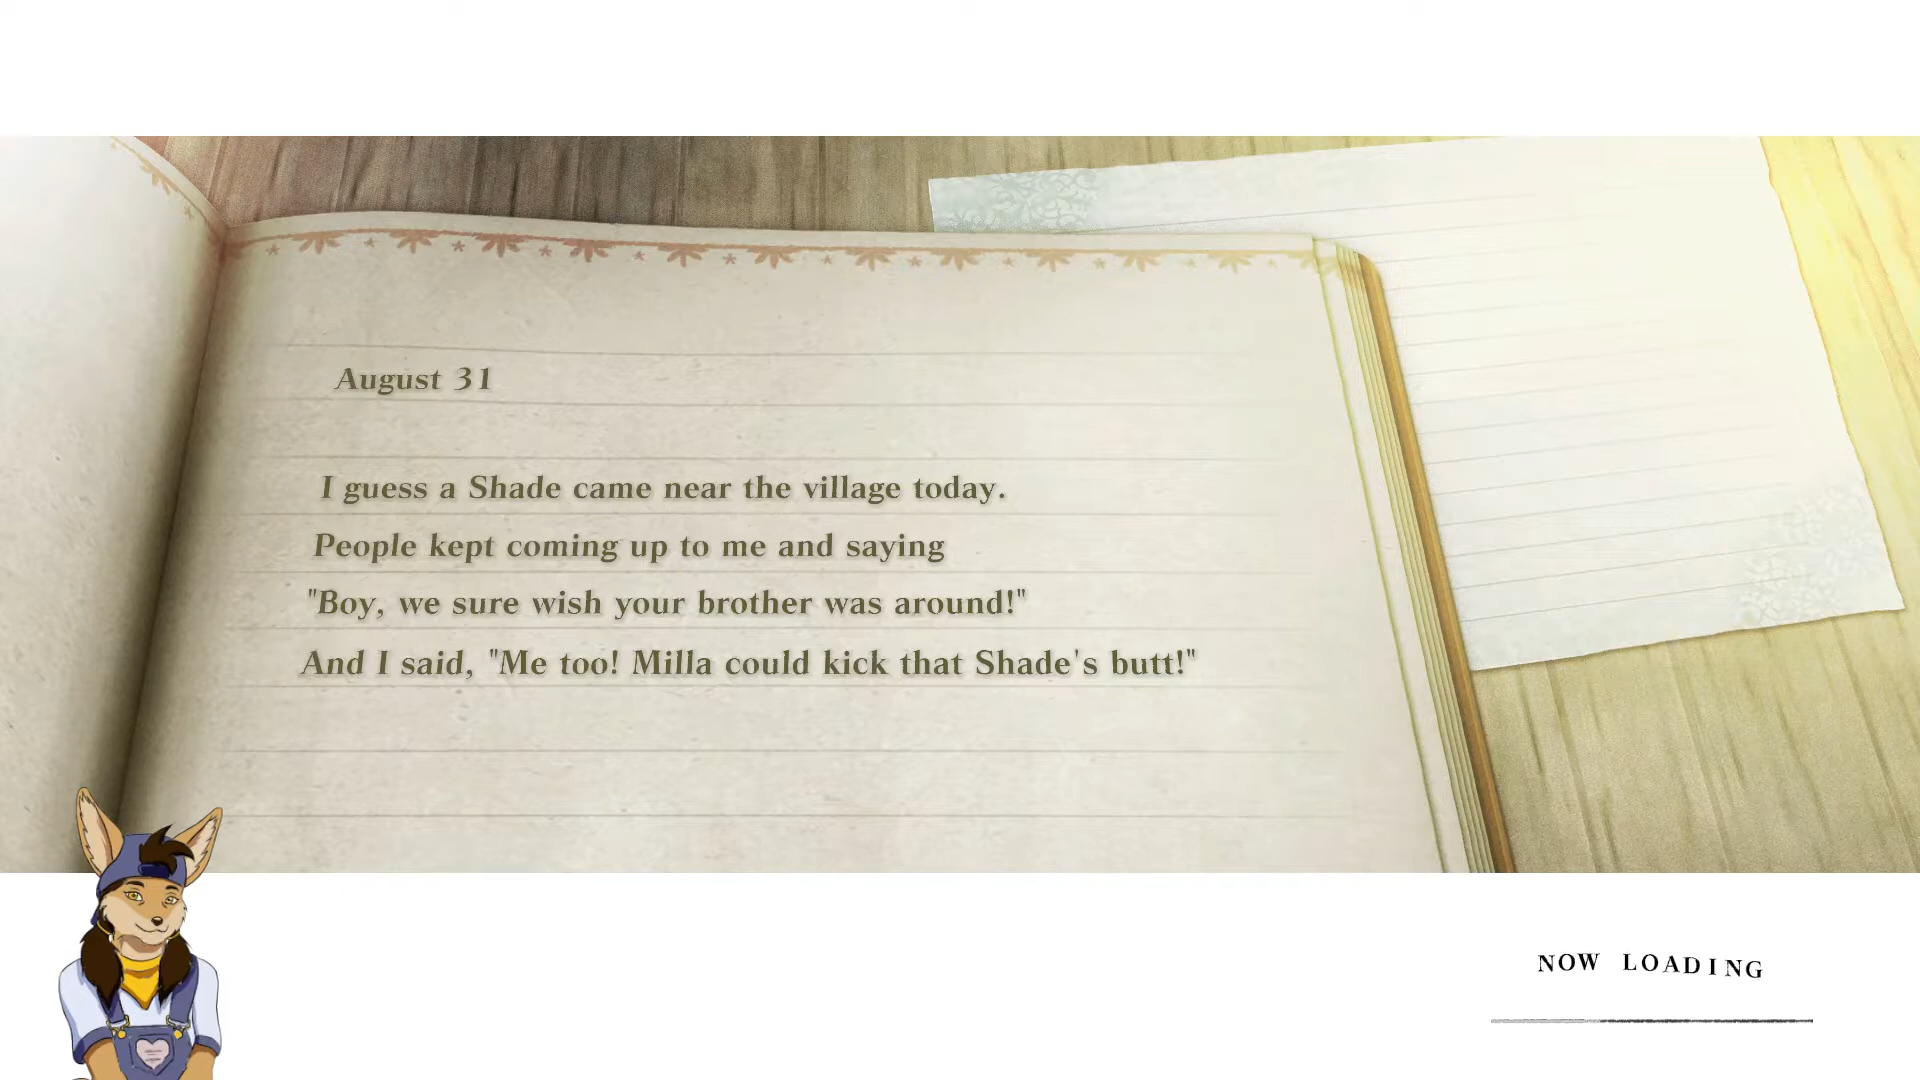 August 31
I guess a Shade came near the village today.
People kept coming up to me and saying
"Boy, we sure wish your brother was around!"
And I said, "Me too! Milla could kick that Shade's butt!"
NOW LOADING